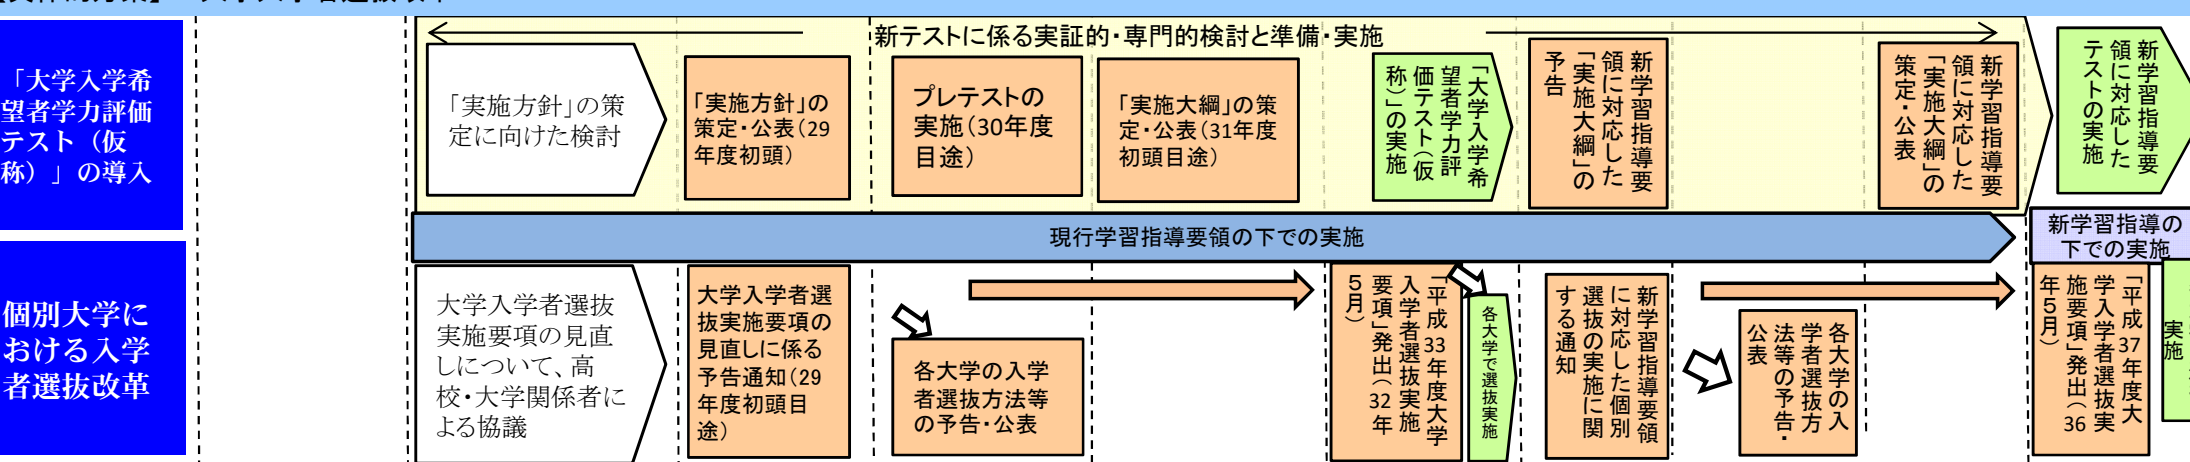 「大学入学希
望者学力評価
テスト（仮
称）」の導入
新テストに係る実証的・専門的検討と準備・実施
「実施方針」の策
定に向けた検討
「実施方針」の
策定・公表（29
年度初頭）
プレテストの
実施（30年度
目途）
「実施大綱」の策
定・公表（31年度
初頭目途）
「大学入学希
望者学力評
価テスト（仮
称）」の実施
新学習指導要
領に対応した
「実施大綱」の
予告
新学習指導要
領に対応した
「実施大綱」の
策定・公表
新学習指導要
領に対応した
テストの実施
現行学習指導要領の下での実施
新学習指導の
下での実施
個別大学に
おける入学
者選抜改革
大学入学者選抜
実施要項の見直
しについて、高
校・大学関係者に
よる協議
大学入学者選
抜実施要項の
見直しに係る
予告通知（29
年度初頭目
途）
各大学の入学
者選抜方法等
の予告・公表
「平成33年度大学
入学者選抜実施
要項」発出（32年
５月）
各大学で選抜実施
新学習指導要領
に対応した個別
選抜の実施に関
する通知
各大学の入
学者選抜方
法等の予告・
公表
「平成37年度大
学入学者選抜実
施要項」発出（36
年５月）
実施